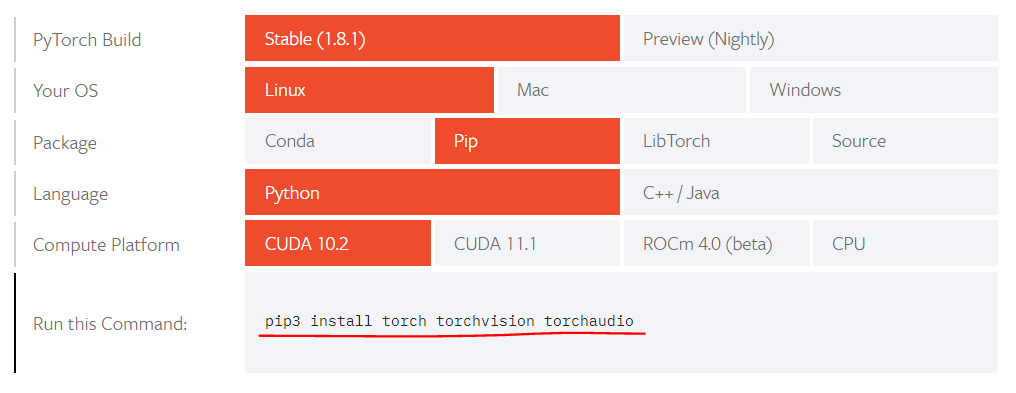 PyTorch Build Stable (1.8.1) Preview (Nightly)
Your OS Linux Mac Windows
Package Conda Pip LibTorch Source
Language Python C++ / Java
Compute Platform CUDA 10.2 CUDA 11.1 ROCm 4.0 (beta) CPU
Run this Command: pip3 install torch torchvision torchaudio